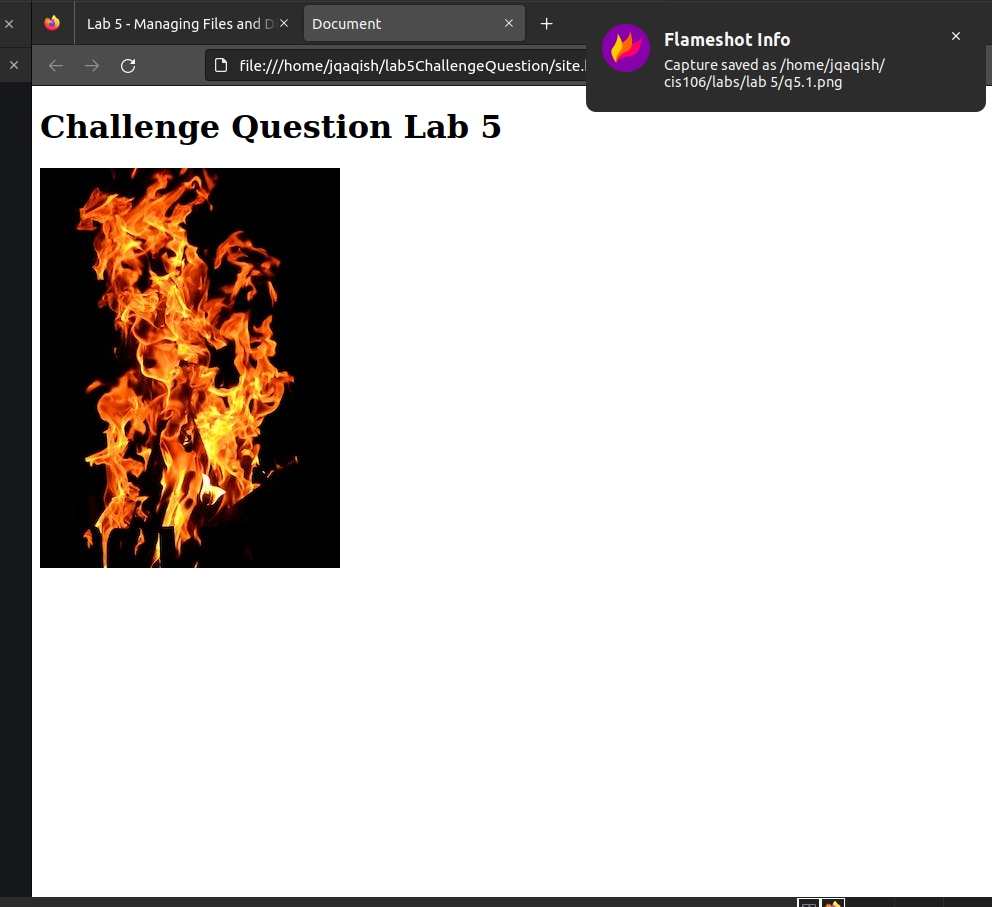 Lab 5 - Managing Files and D
Document
file:///home/jqaqish/lab5ChallengeQuestion/site.
Flameshot Info
Capture saved as /home/jqaqish/
cis106/labs/lab 5/q5.1.png
Challenge Question Lab 5